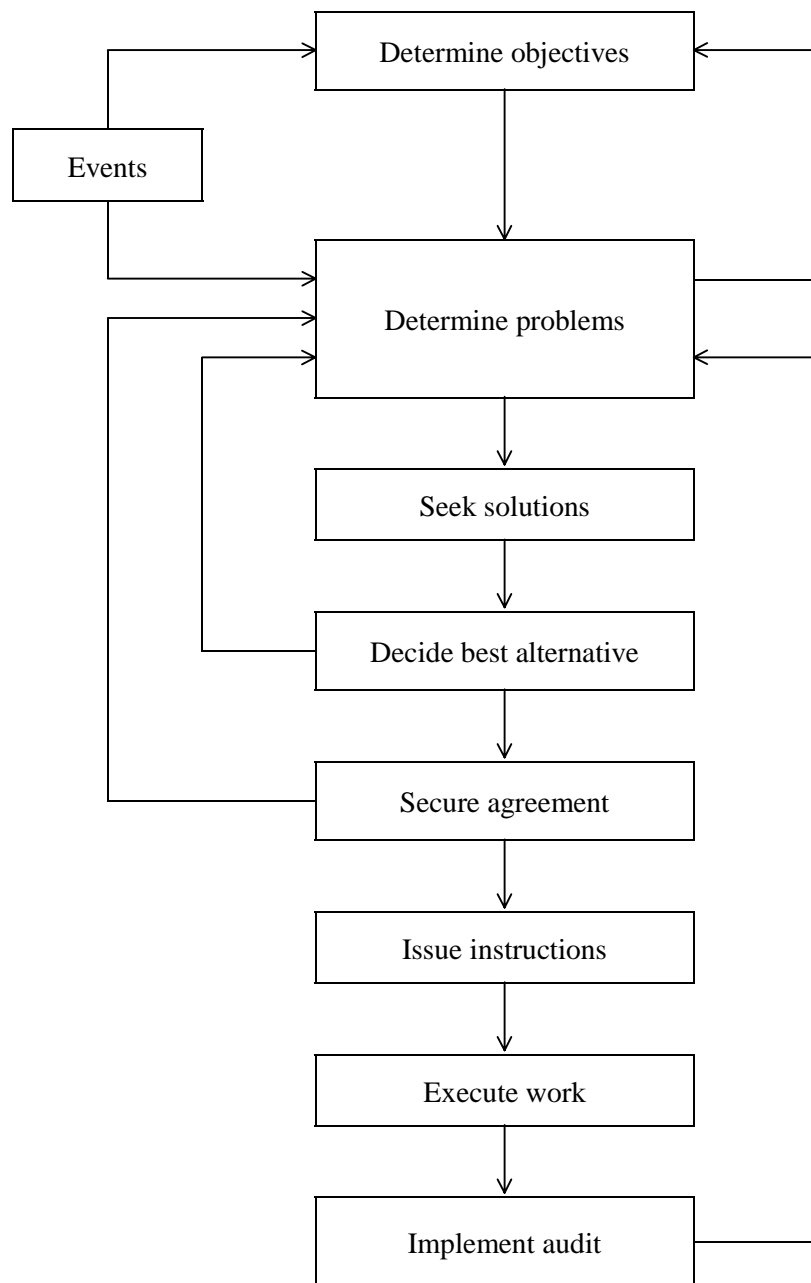 Determine objectives
Events
Determine problems
Seek solutions
Decide best alternative
Secure agreement
Issue instructions
Execute work
Implement audit